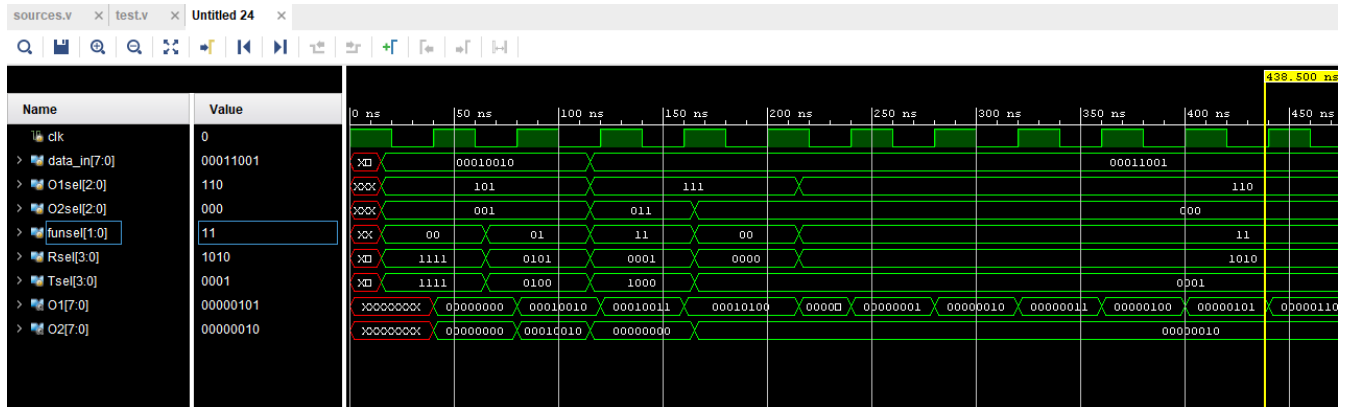 sources.v × test.v × Untitled 24 ×
438.500 ns
Name Value 0 ns 50 ns 100 ns 150 ns 200 ns 250 ns 300 ns 350 ns 400 ns 450 ns
clk 0
data_in[7:0] 00011001 X 00010010 00011001
O1sel[2:0] 110 XXX 101 111 110
O2sel[2:0] 000 XXX 001 011 000
funsel[1:0] 11 XX 00 01 11 00 11
Rsel[3:0] 1010 X 1111 0101 0001 0000 1010
Tsel[3:0] 0001 X 1111 0100 1000 0001
O1[7:0] 00000101 XXXXXXXX 00000000 00010010 00010011 00010100 0000 00000001 00000010 00000011 00000100 00000101 00000110
O2[7:0] 00000010 XXXXXXXX 00000000 00010010 00000000 00000010